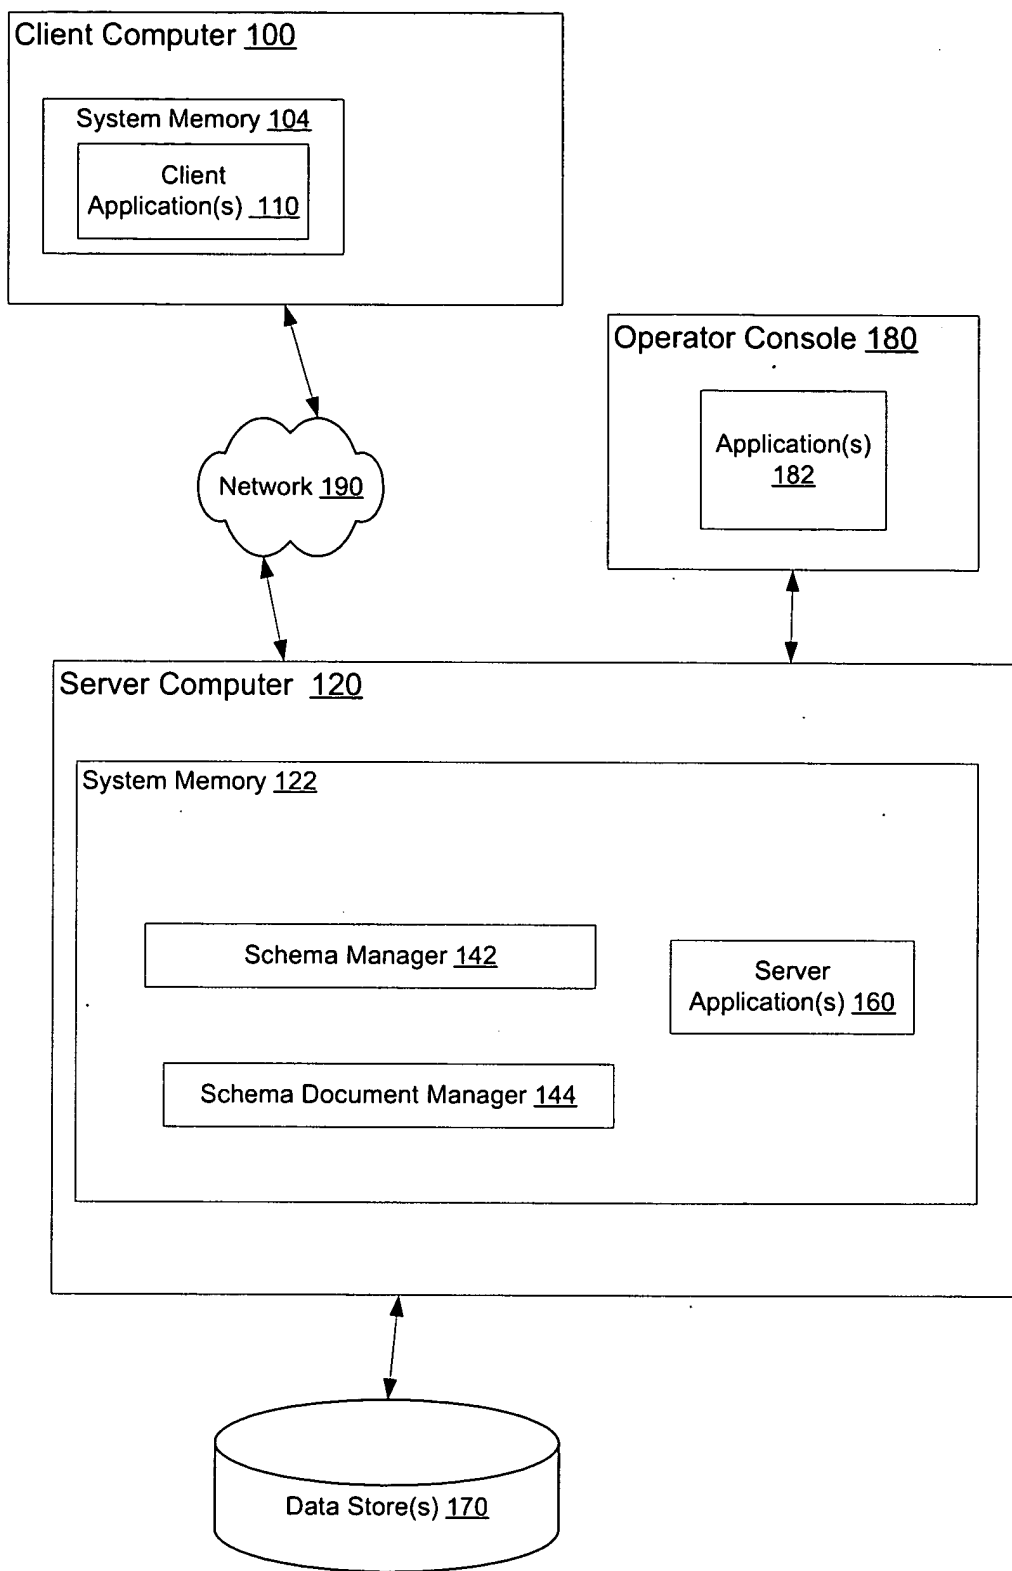 Client Computer 100
System Memory 104
Client
Application(s) 110
Operator Console 180
Application(s)
182
Network 190
Server Computer 120
System Memory 122
Schema Manager 142
Server
Application(s) 160
Schema Document Manager 144
Data Store(s) 170